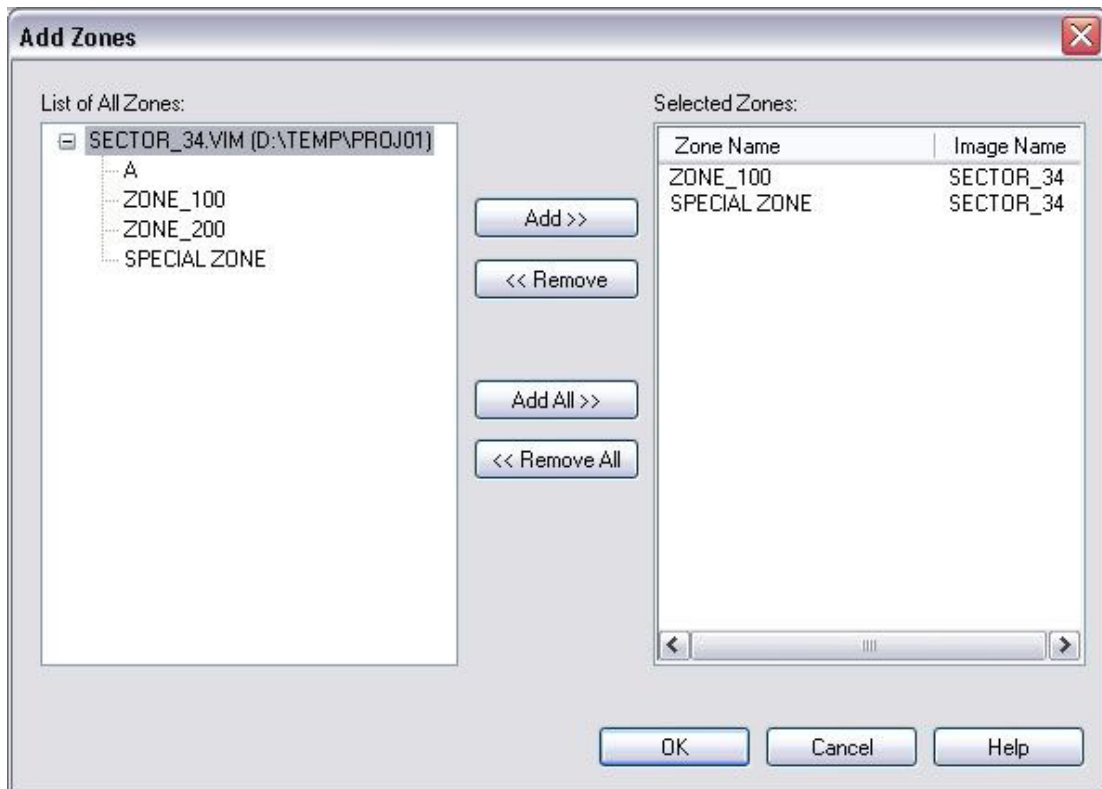 Add Zones
List of All Zones:
SECTOR_34.VIM (D:\TEMP\PROJ01)
A
ZONE_100
ZONE_200
SPECIAL ZONE
Add >>
<< Remove
Add All >>
<< Remove All
Selected Zones:
Zone Name Image Name
ZONE_100 SECTOR_34
SPECIAL ZONE SECTOR_34
OK Cancel Help